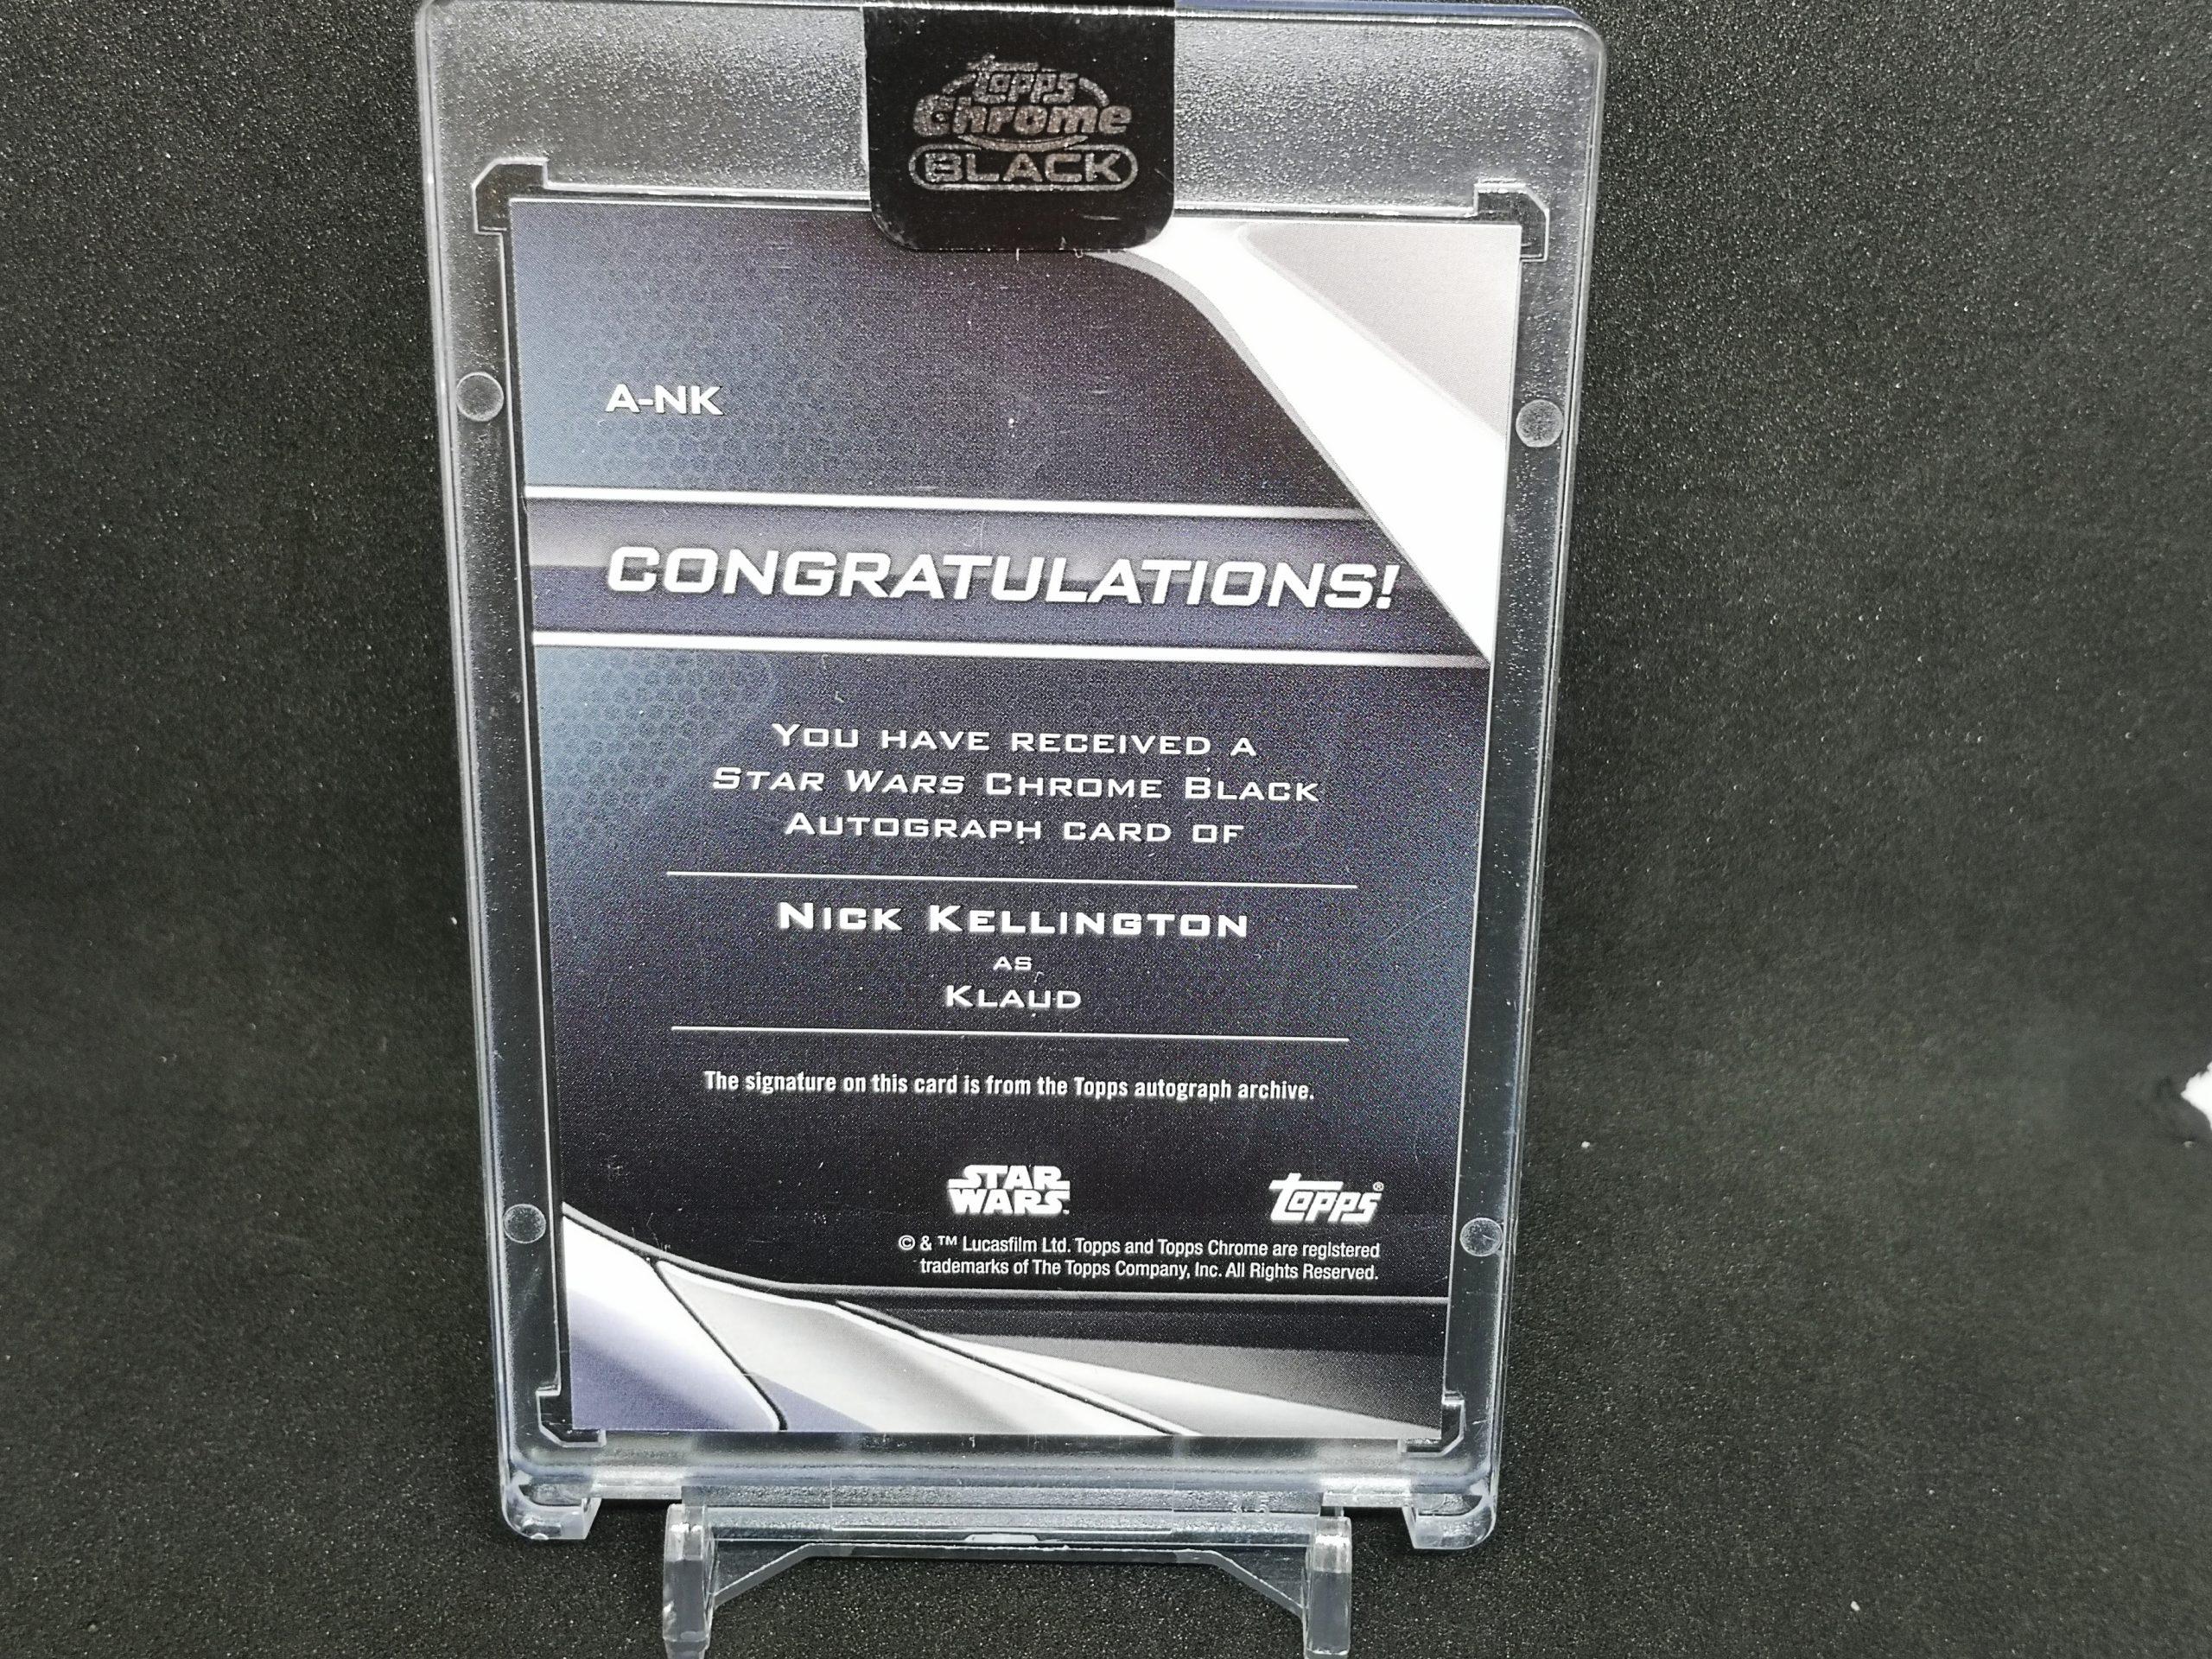 Topps
Chrome
BLACK
A-NK
CONGRATULATIONS!
YOU HAVE RECEIVED A
STAR WARS CHROME BLACK
AUTOGRAPH CARD OF
NICK KELLINGTON
AS
KLAUD
The signature on this card is from the Topps autograph archive.
STAR
WARS™
Topps®
© & ™ Lucasfilm Ltd. Topps and Topps Chrome are registered
trademarks of The Topps Company, Inc. All Rights Reserved.